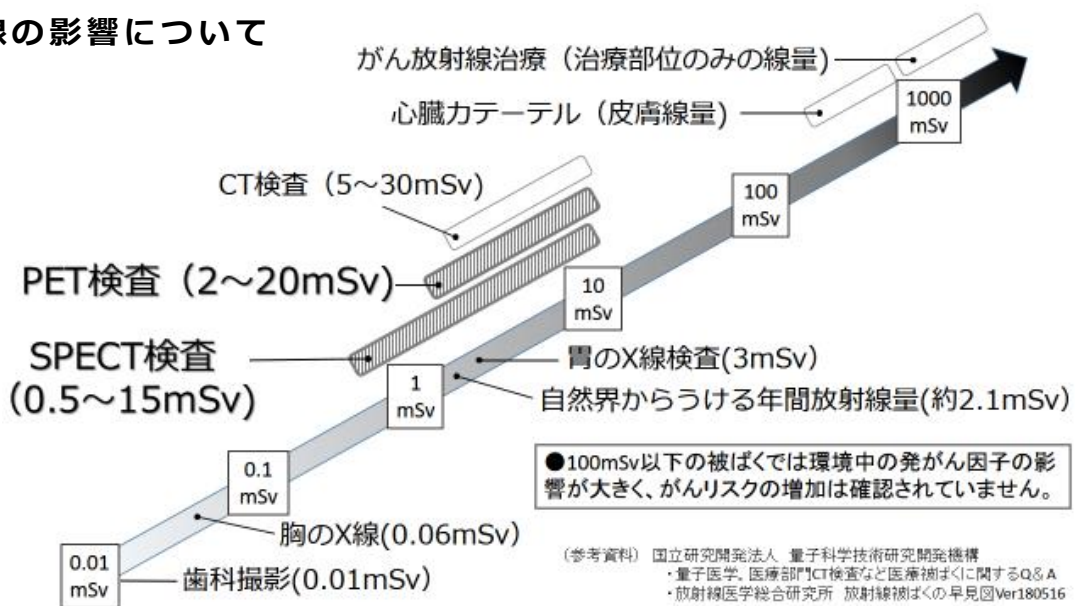 線の影響について
がん放射線治療（治療部位のみの線量）
心臓カテーテル（皮膚線量）
1000
mSv
CT検査（5～30mSv）
100
mSv
PET検査（2～20mSv）
10
mSv
SPECT検査
（0.5～15mSv）
胃のX線検査(3mSv）
1
mSv
自然界からうける年間放射線量(約2.1mSv）
●100mSv以下の被ばくでは環境中の発がん因子の影
響が大きく、がんリスクの増加は確認されていません。
0.1
mSv
胸のX線(0.06mSv）
0.01
mSv
歯科撮影(0.01mSv）
（参考資料） 国立研究開発法人 量子科学技術研究開発機構
・量子医学、医療部門CT検査など医療被ばくに関するQ&A
・放射線医学総合研究所 放射線被ばくの早見図Ver180516